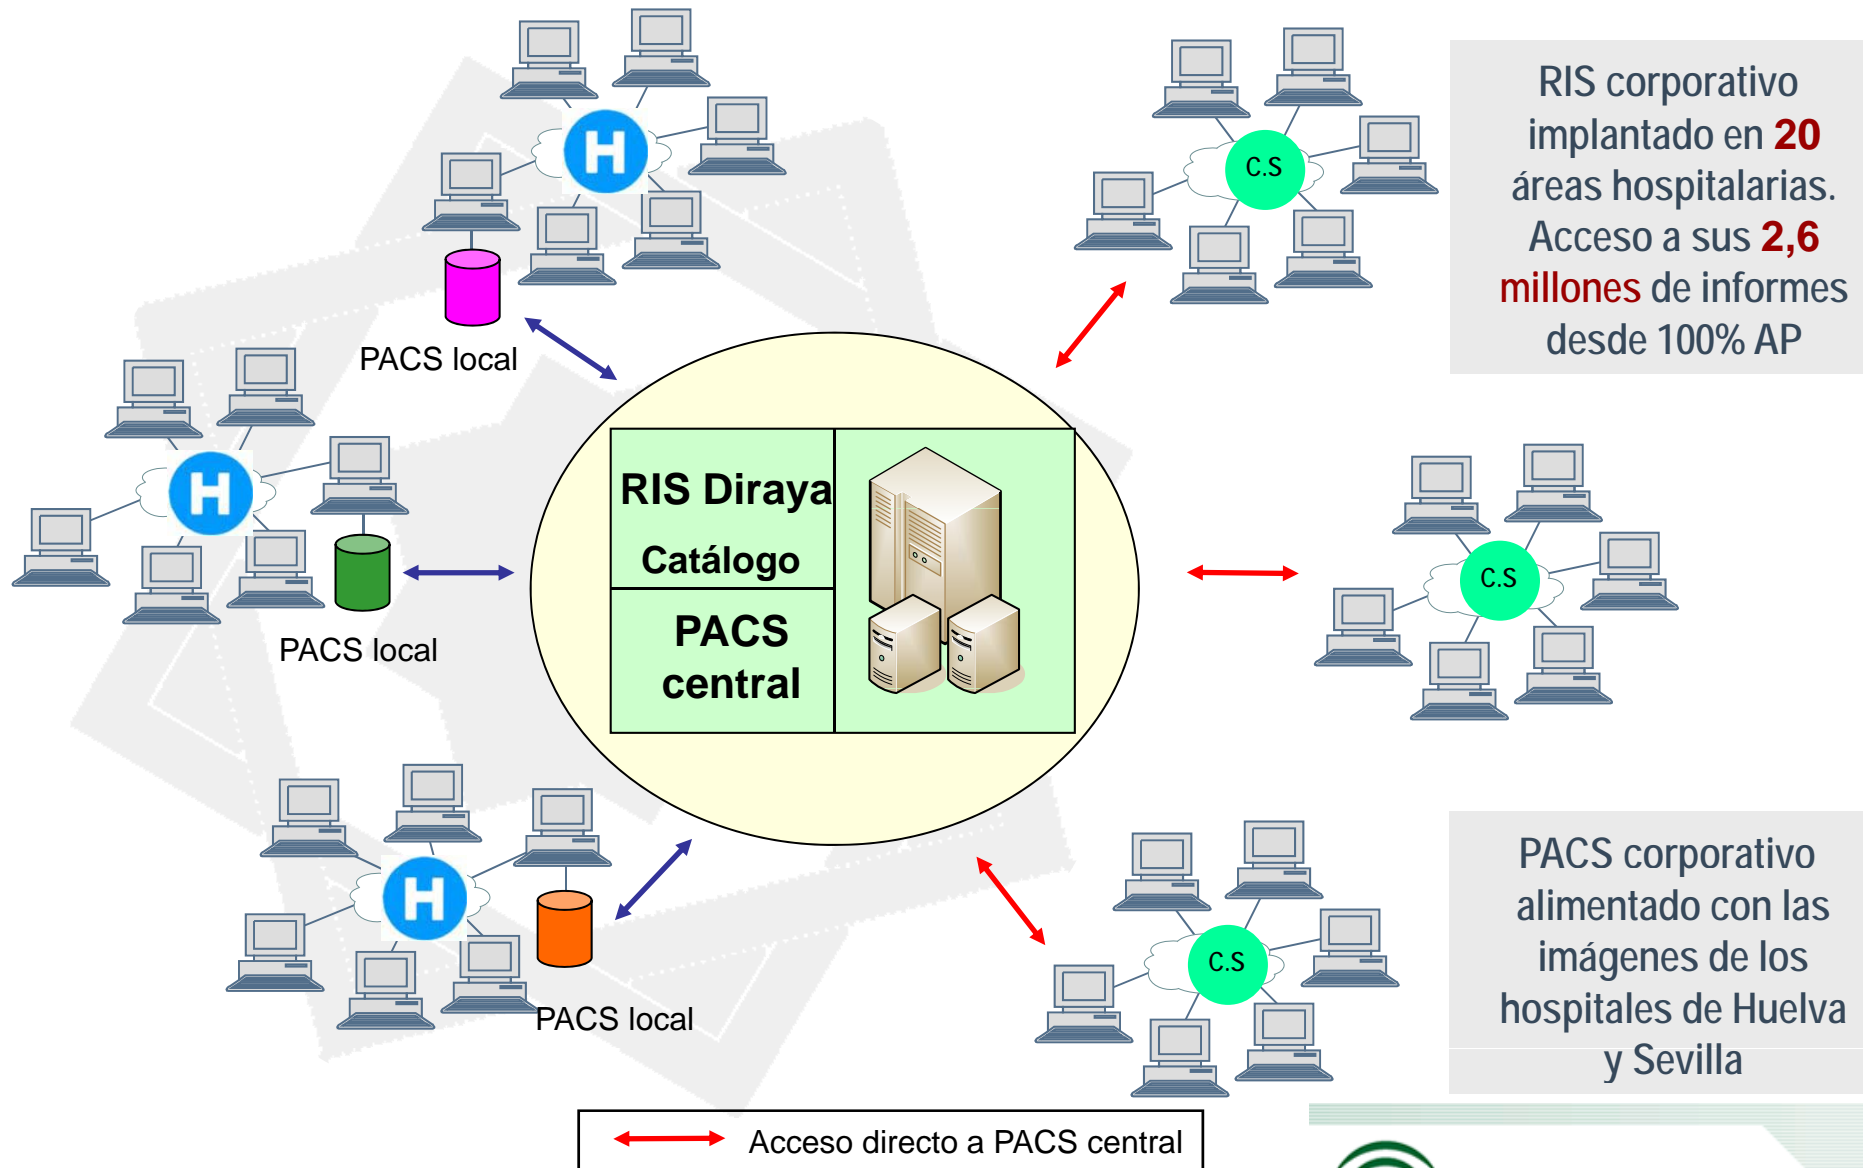 H
C.S
RIS corporativo
implantado en 20
áreas hospitalarias.
Acceso a sus 2,6
millones de informes
desde 100% AP
PACS local
H
RIS Diraya
Catálogo
PACS
central
C.S
PACS local
H
C.S
PACS local
PACS corporativo
alimentado con las
imágenes de los
hospitales de Huelva
y Sevilla
Acceso directo a PACS central